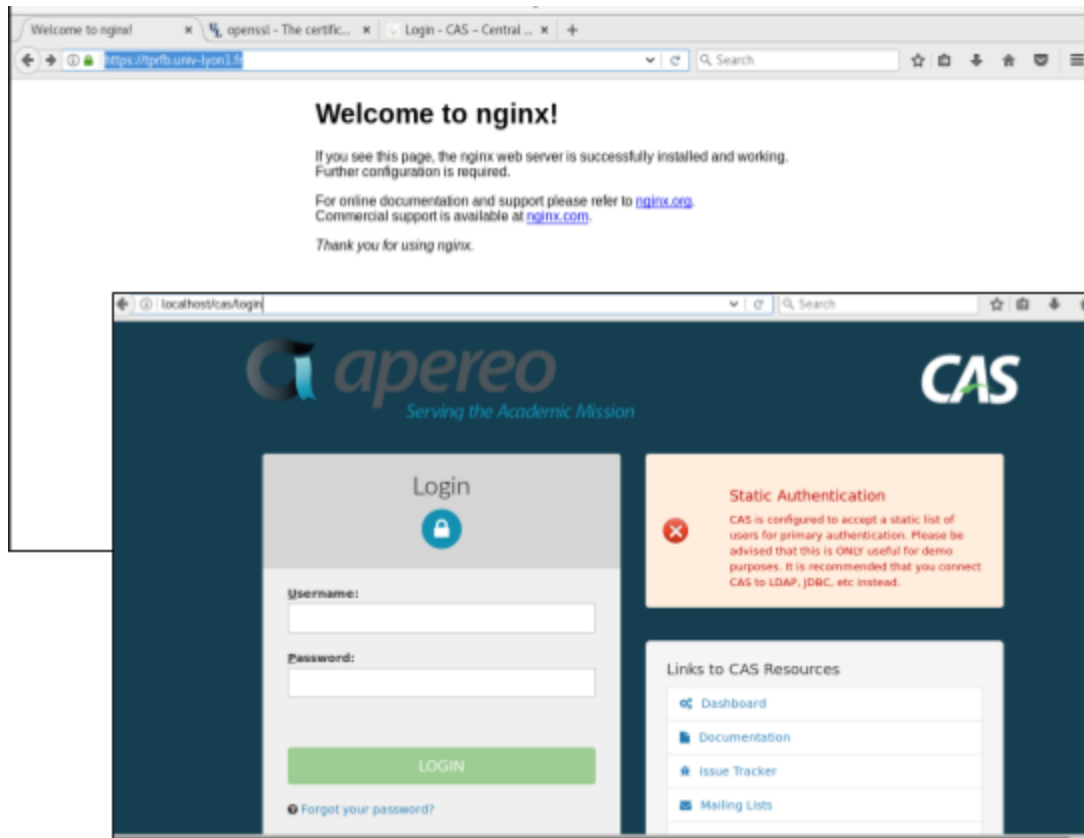 Welcome to nginx!
openssl - The certific...
Login - CAS – Central ...
https://tprfb.univ-lyon1.fr
Search
Welcome to nginx!
If you see this page, the nginx web server is successfully installed and working.
Further configuration is required.
For online documentation and support please refer to nginx.org.
Commercial support is available at nginx.com.
Thank you for using nginx.
localhost/cas/login
Search
apereo
Serving the Academic Mission
CAS
Login
Username:
Password:
LOGIN
Forgot your password?
Static Authentication
CAS is configured to accept a static list of
users for primary authentication. Please be
advised that this is ONLY useful for demo
purposes. It is recommended that you connect
CAS to LDAP, JDBC, etc instead.
Links to CAS Resources
Dashboard
Documentation
Issue Tracker
Mailing Lists